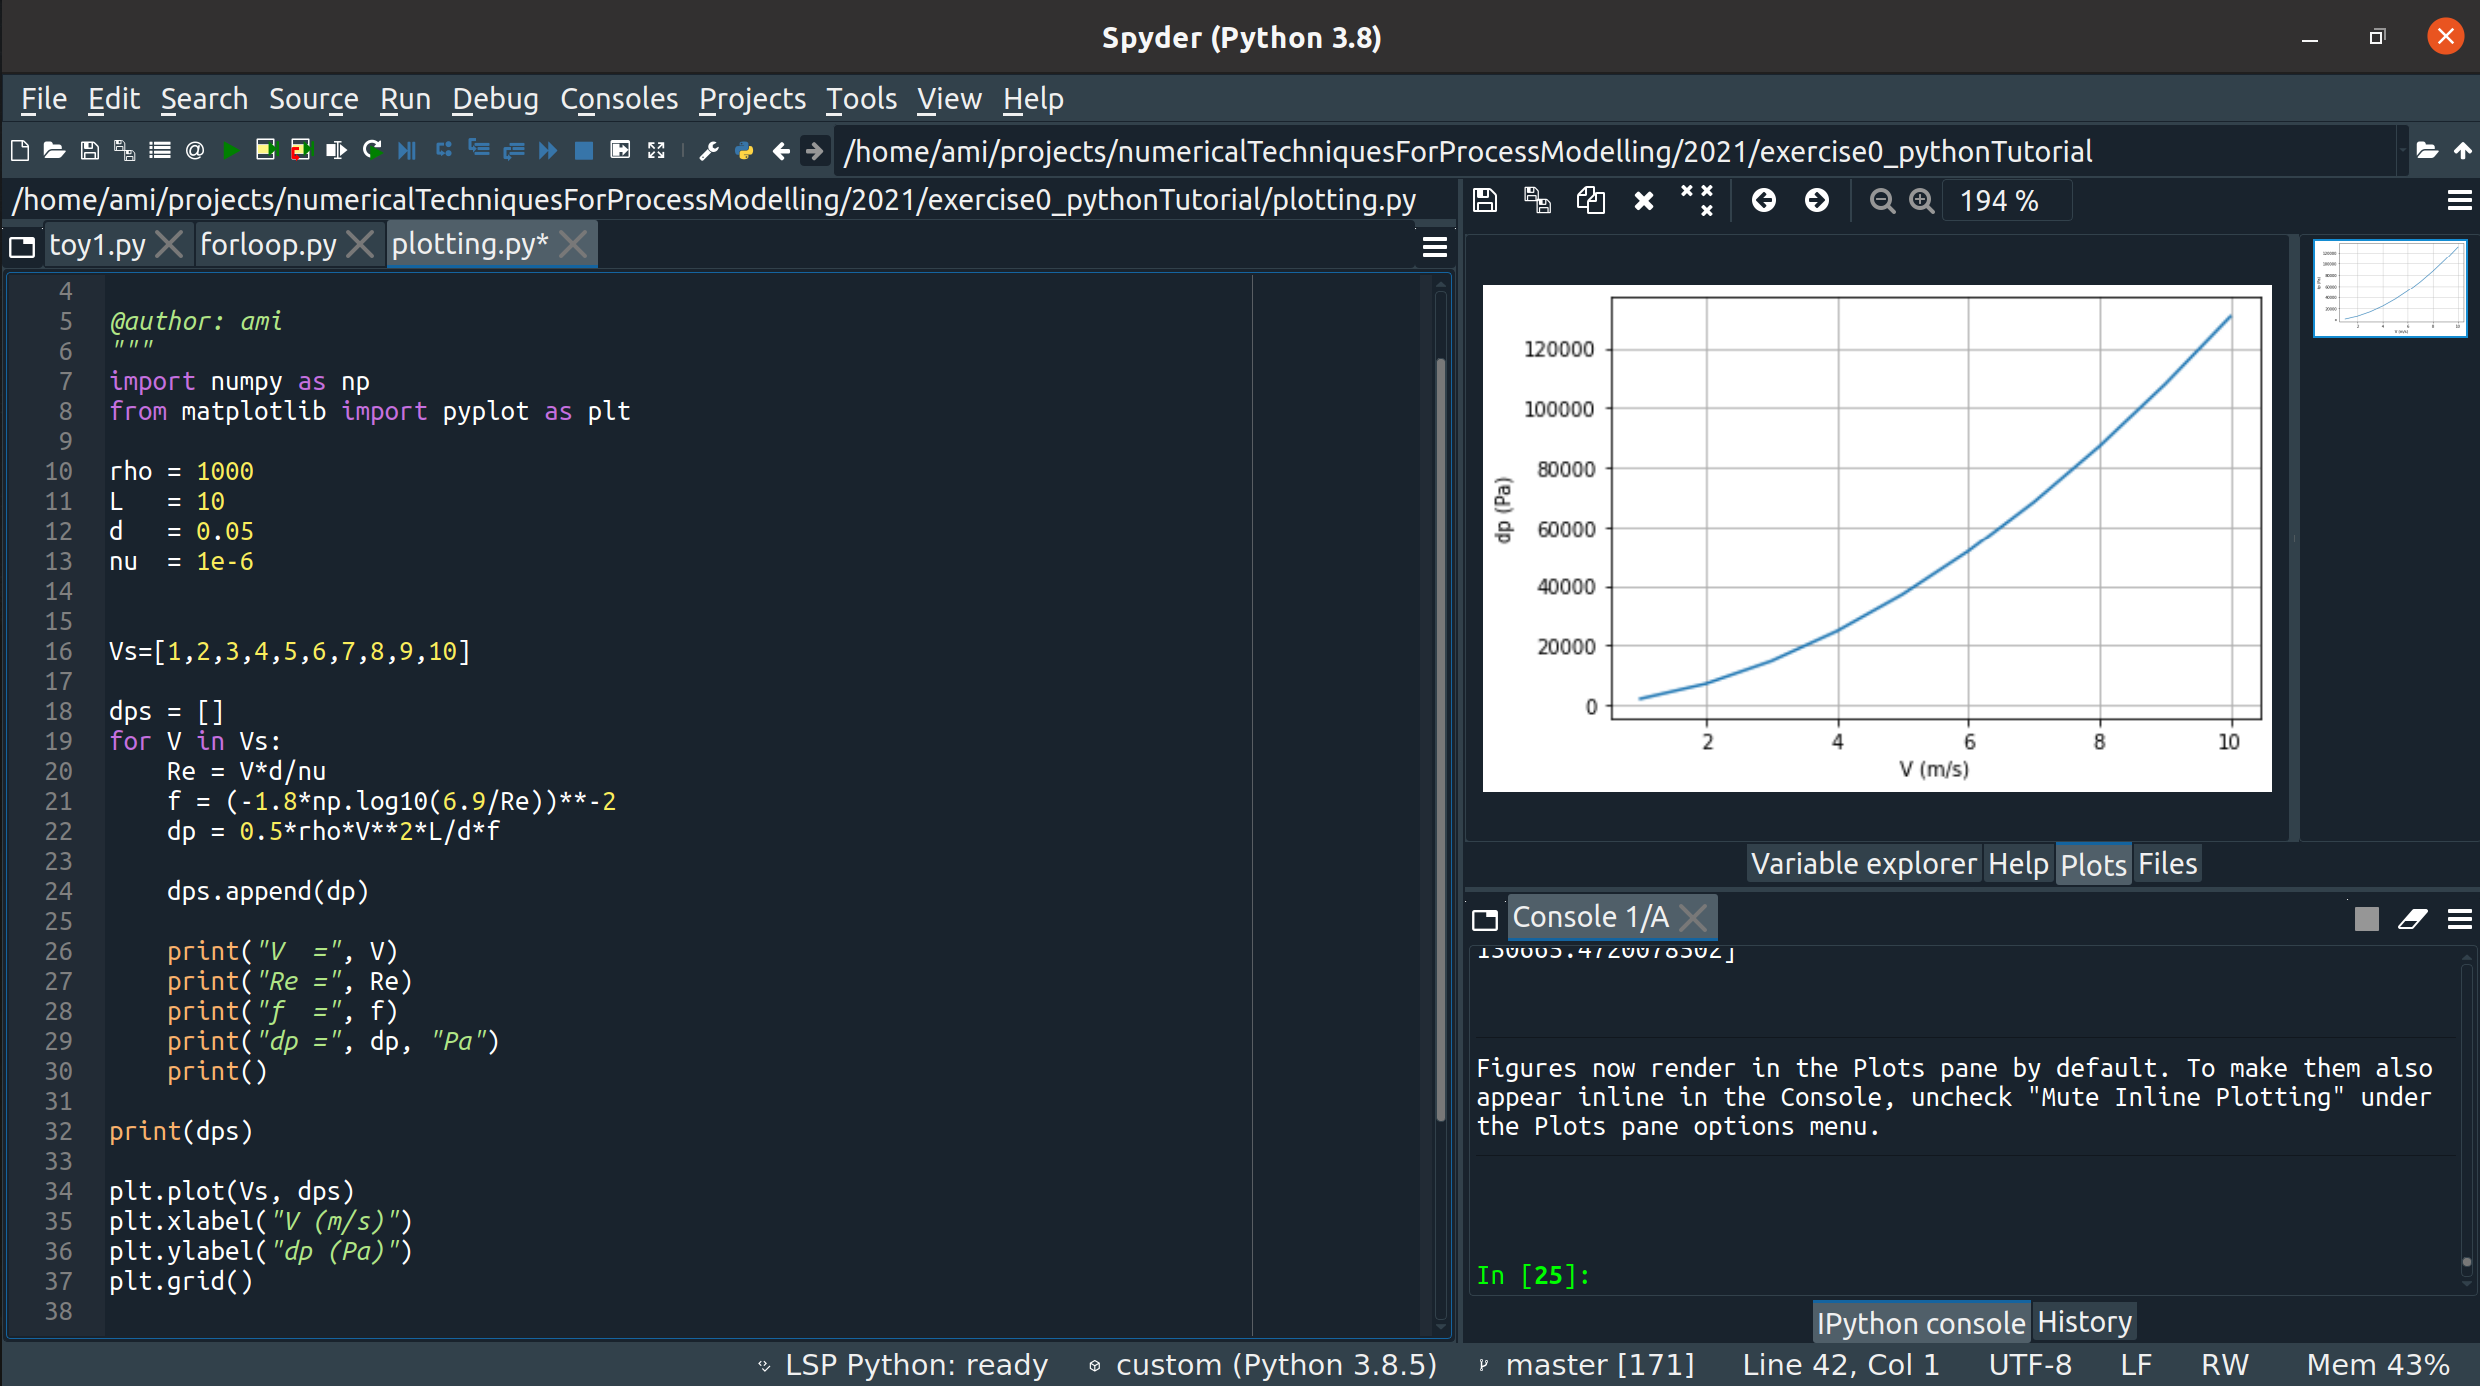 Spyder (Python 3.8)
File Edit Search Source Run Debug Consoles Projects Tools View Help
/home/ami/projects/numericalTechniquesForProcessModelling/2021/exercise0_pythonTutorial
/home/ami/projects/numericalTechniquesForProcessModelling/2021/exercise0_pythonTutorial/plotting.py
toy1.py forloop.py plotting.py*
4
5 @author: ami
6 """
7 import numpy as np
8 from matplotlib import pyplot as plt
9
10 rho = 1000
11 L   = 10
12 d   = 0.05
13 nu  = 1e-6
14
15
16 Vs=[1,2,3,4,5,6,7,8,9,10]
17
18 dps = []
19 for V in Vs:
20     Re = V*d/nu
21     f = (-1.8*np.log10(6.9/Re))**-2
22     dp = 0.5*rho*V**2*L/d*f
23
24     dps.append(dp)
25
26     print("V  =", V)
27     print("Re =", Re)
28     print("f  =", f)
29     print("dp =", dp, "Pa")
30     print()
31
32 print(dps)
33
34 plt.plot(Vs, dps)
35 plt.xlabel("V (m/s)")
36 plt.ylabel("dp (Pa)")
37 plt.grid()
38
194 %
120000
100000
80000
60000
40000
20000
0
dp (Pa)
2 4 6 8 10
V (m/s)
Variable explorer Help Plots Files
Console 1/A
130665.4720078302]
Figures now render in the Plots pane by default. To make them also
appear inline in the Console, uncheck "Mute Inline Plotting" under
the Plots pane options menu.
In [25]:
IPython console History
LSP Python: ready custom (Python 3.8.5) master [171] Line 42, Col 1 UTF-8 LF RW Mem 43%